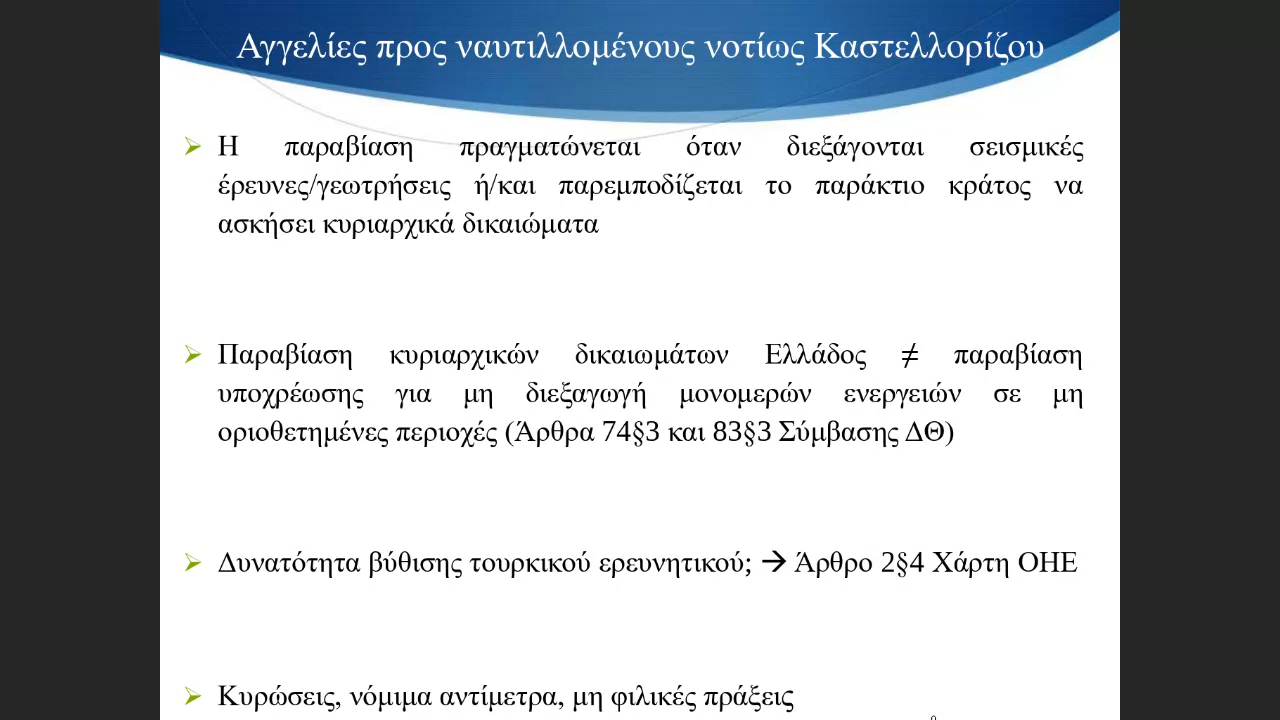 Αγγελίες προς ναυτιλλομένους νοτίως Καστελλορίζου
Η παραβίαση πραγματώνεται όταν διεξάγονται σεισμικές
έρευνες/γεωτρήσεις ή/και παρεμποδίζεται το παράκτιο κράτος να
ασκήσει κυριαρχικά δικαιώματα
Παραβίαση κυριαρχικών δικαιωμάτων Ελλάδος ≠ παραβίαση
υποχρέωσης για μη διεξαγωγή μονομερών ενεργειών σε μη
οριοθετημένες περιοχές (Άρθρα 74§3 και 83§3 Σύμβασης ΔΘ)
Δυνατότητα βύθισης τουρκικού ερευνητικού; → Άρθρο 2§4 Χάρτη ΟΗΕ
Κυρώσεις, νόμιμα αντίμετρα, μη φιλικές πράξεις